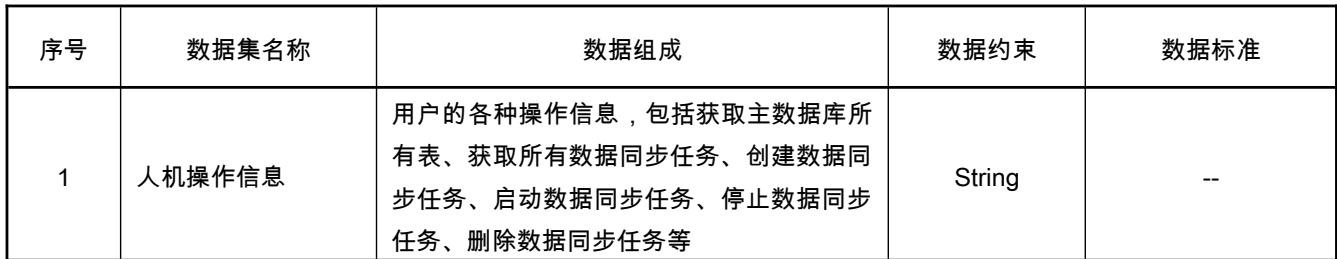 序号 数据集名称 数据组成 数据约束 数据标准
用户的各种操作信息，包括获取主数据库所
有表、获取所有数据同步任务、创建数据同
1 人机操作信息 String --
步任务、启动数据同步任务、停止数据同步
任务、删除数据同步任务等